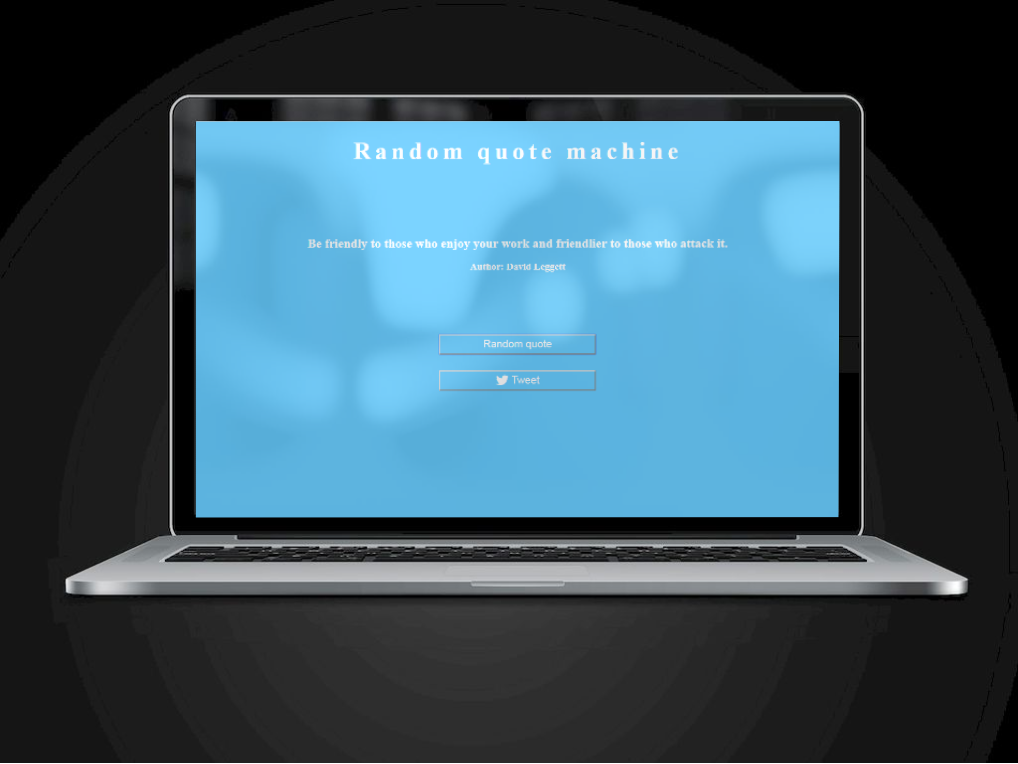 Random quote machine
Be friendly to those who enjoy your work and friendlier to those who attack it.
Author: David Leggett
Random quote
Tweet